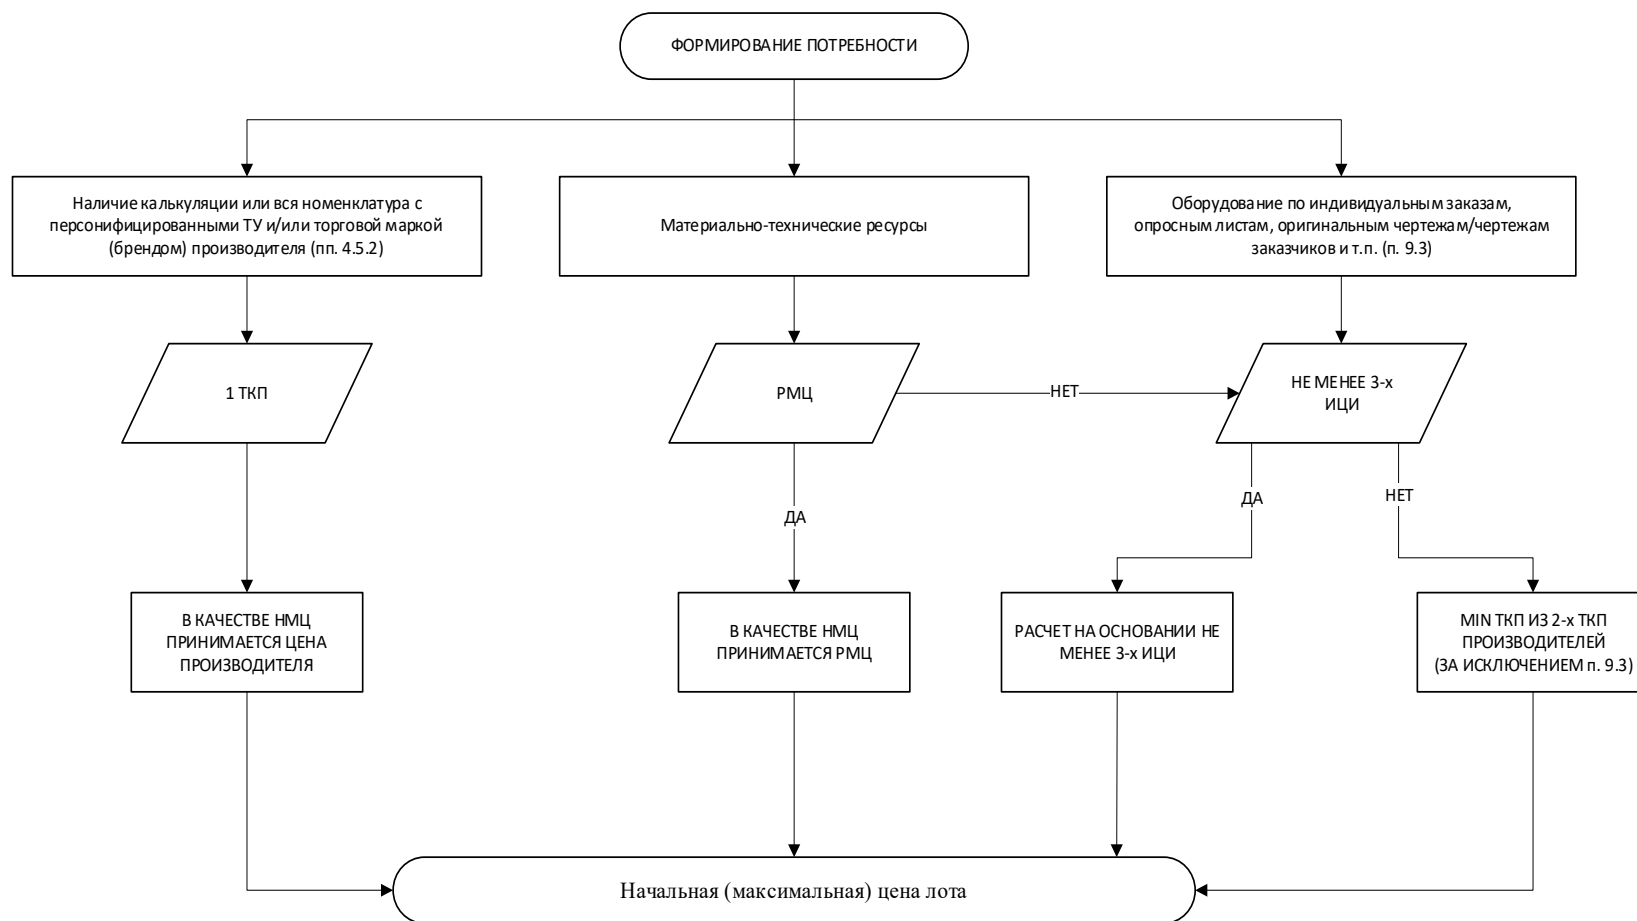 ФОРМИРОВАНИЕ ПОТРЕБНОСТИ
Наличие калькуляции или вся номенклатура с
персонифицированными ТУ и/или торговой маркой
(брендом) производителя (пп. 4.5.2)
Материально-технические ресурсы
Оборудование по индивидуальным заказам,
опросным листам, оригинальным чертежам/чертежам
заказчиков и т.п. (п. 9.3)
1 ТКП
РМЦ
НЕТ
НЕ МЕНЕЕ 3-х
ИЦИ
ДА
ДА
НЕТ
В КАЧЕСТВЕ НМЦ
ПРИНИМАЕТСЯ ЦЕНА
ПРОИЗВОДИТЕЛЯ
В КАЧЕСТВЕ НМЦ
ПРИНИМАЕТСЯ РМЦ
РАСЧЕТ НА ОСНОВАНИИ НЕ
МЕНЕЕ 3-х ИЦИ
MIN ТКП ИЗ 2-х ТКП
ПРОИЗВОДИТЕЛЕЙ
(ЗА ИСКЛЮЧЕНИЕМ п. 9.3)
Начальная (максимальная) цена лота